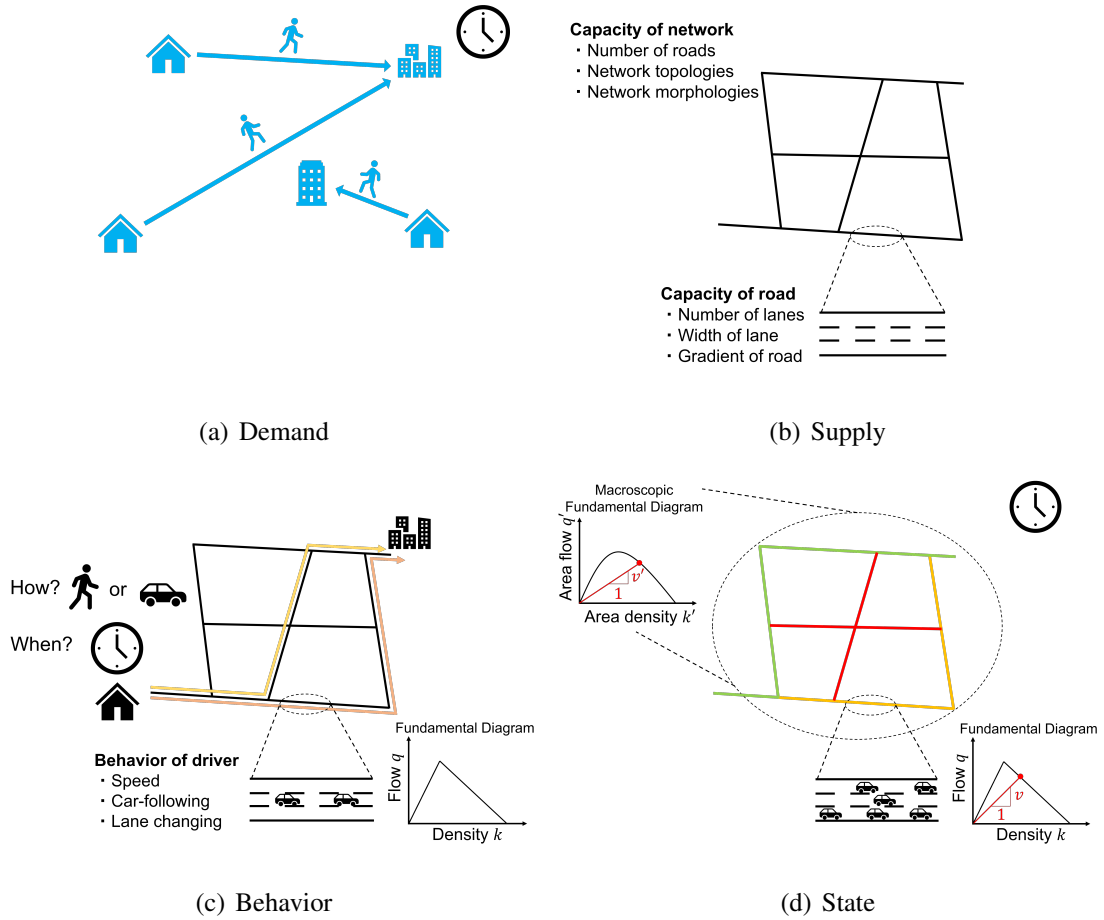 Capacity of network
・Number of roads
・Network topologies
・Network morphologies
Capacity of road
・Number of lanes
・Width of lane
・Gradient of road
(a) Demand
(b) Supply
How?
or
When?
Behavior of driver
・Speed
・Car-following
・Lane changing
Fundamental Diagram
Flow q
Density k
(c) Behavior
Macroscopic
Fundamental Diagram
Area flow q′
v′
1
Area density k′
Fundamental Diagram
Flow q
v
1
Density k
(d) State